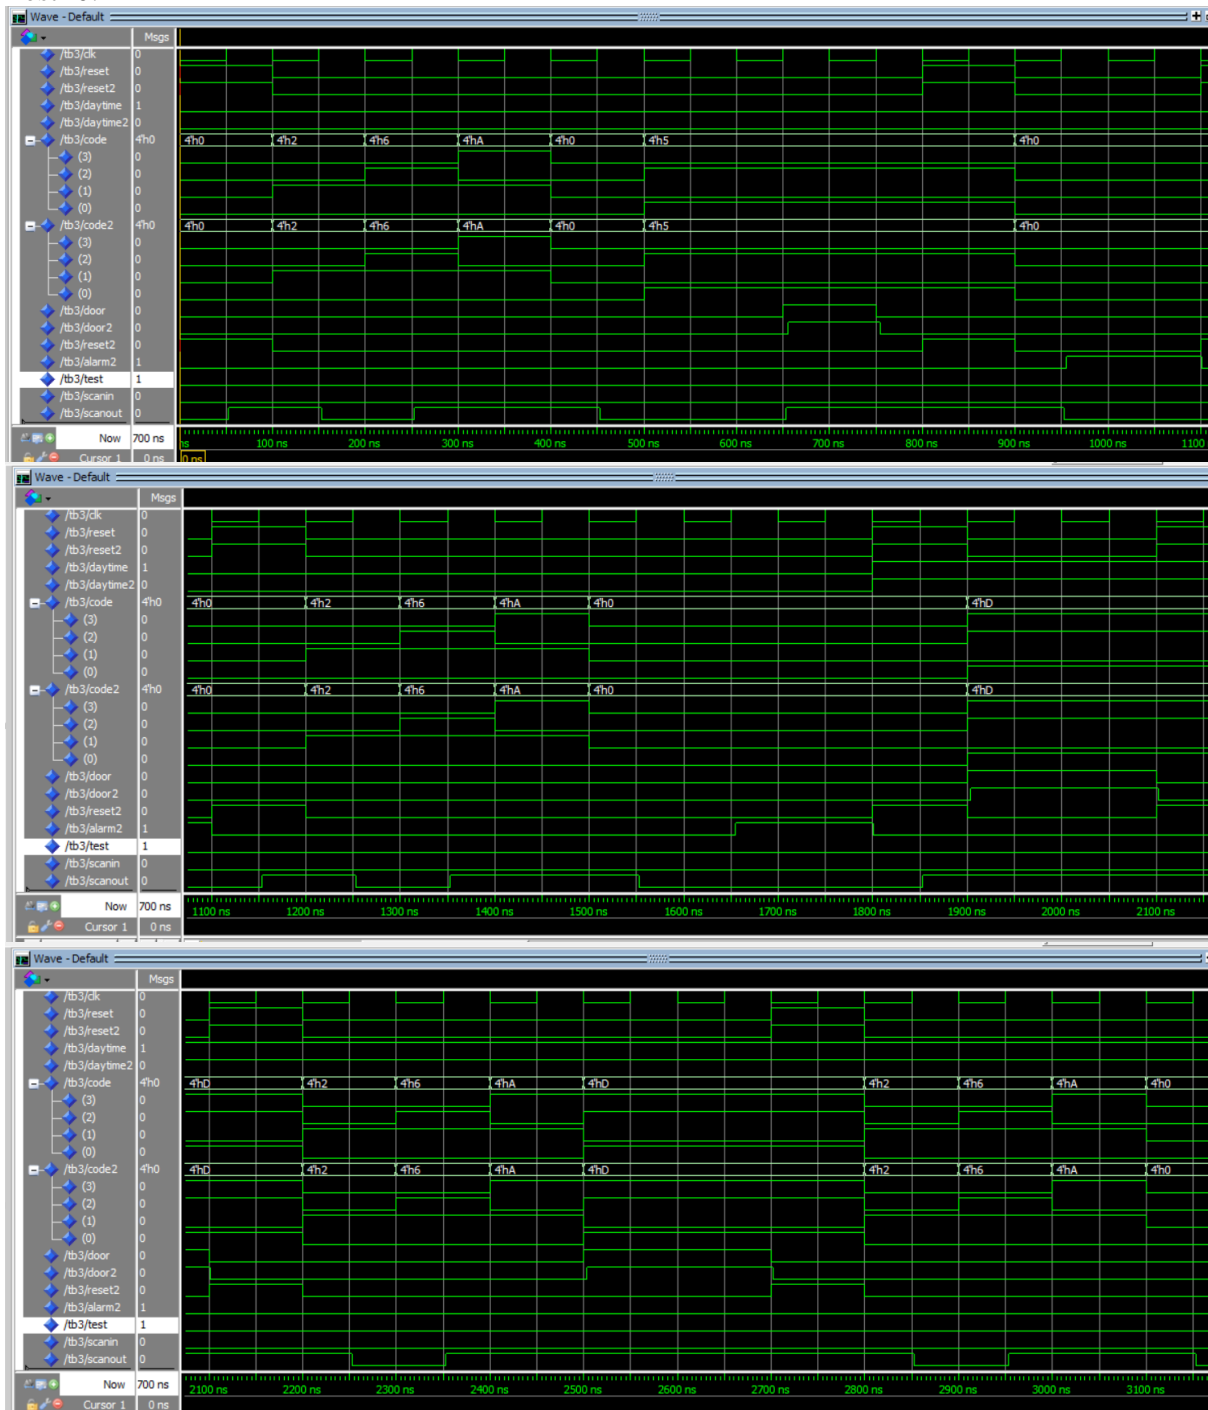 Wave - Default
Msgs
/tb3/clk 0
/tb3/reset 0
/tb3/reset2 0
/tb3/daytime 1
/tb3/daytime2 0
/tb3/code 4'h0 4'h0 4'h2 4'h6 4'hA 4'h0 4'h5 4'h0
(3) 0
(2) 0
(1) 0
(0) 0
/tb3/code2 4'h0 4'h0 4'h2 4'h6 4'hA 4'h0 4'h5 4'h0
(3) 0
(2) 0
(1) 0
(0) 0
/tb3/door 0
/tb3/door2 0
/tb3/reset2 0
/tb3/alarm2 1
/tb3/test 1
/tb3/scanin 0
/tb3/scanout 0
Now 700 ns ns 100 ns 200 ns 300 ns 400 ns 500 ns 600 ns 700 ns 800 ns 900 ns 1000 ns 1100
Cursor 1 0 ns 0 ns
Wave - Default
Msgs
/tb3/clk 0
/tb3/reset 0
/tb3/reset2 0
/tb3/daytime 1
/tb3/daytime2 0
/tb3/code 4'h0 4'h0 4'h2 4'h6 4'hA 4'h0 4'hD
(3) 0
(2) 0
(1) 0
(0) 0
/tb3/code2 4'h0 4'h0 4'h2 4'h6 4'hA 4'h0 4'hD
(3) 0
(2) 0
(1) 0
(0) 0
/tb3/door 0
/tb3/door2 0
/tb3/reset2 0
/tb3/alarm2 1
/tb3/test 1
/tb3/scanin 0
/tb3/scanout 0
Now 700 ns 1100 ns 1200 ns 1300 ns 1400 ns 1500 ns 1600 ns 1700 ns 1800 ns 1900 ns 2000 ns 2100 ns
Cursor 1 0 ns
Wave - Default
Msgs
/tb3/clk 0
/tb3/reset 0
/tb3/reset2 0
/tb3/daytime 1
/tb3/daytime2 0
/tb3/code 4'h0 4'hD 4'h2 4'h6 4'hA 4'hD 4'h2 4'h6 4'hA 4'h0
(3) 0
(2) 0
(1) 0
(0) 0
/tb3/code2 4'h0 4'hD 4'h2 4'h6 4'hA 4'hD 4'h2 4'h6 4'hA 4'h0
(3) 0
(2) 0
(1) 0
(0) 0
/tb3/door 0
/tb3/door2 0
/tb3/reset2 0
/tb3/alarm2 1
/tb3/test 1
/tb3/scanin 0
/tb3/scanout 0
Now 700 ns 2100 ns 2200 ns 2300 ns 2400 ns 2500 ns 2600 ns 2700 ns 2800 ns 2900 ns 3000 ns 3100 ns
Cursor 1 0 ns